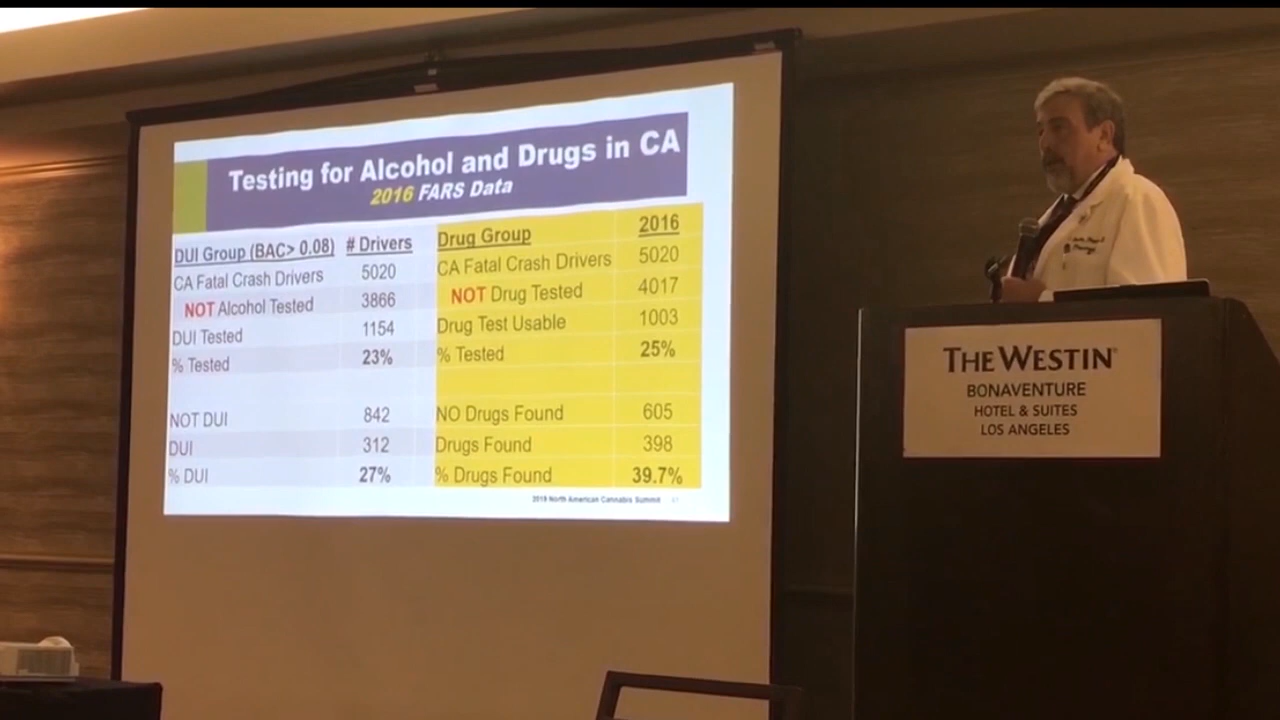 Testing for Alcohol and Drugs in CA
2016 FARS Data
DUI Group (BAC> 0.08) # Drivers
CA Fatal Crash Drivers 5020
NOT Alcohol Tested 3866
DUI Tested 1154
% Tested 23%
NOT DUI 842
DUI 312
% DUI 27%
Drug Group 2016
CA Fatal Crash Drivers 5020
NOT Drug Tested 4017
Drug Test Usable 1003
% Tested 25%
NO Drugs Found 605
Drugs Found 398
% Drugs Found 39.7%
2019 North American Cannabis Summit
THE WESTIN
BONAVENTURE
HOTEL & SUITES
LOS ANGELES